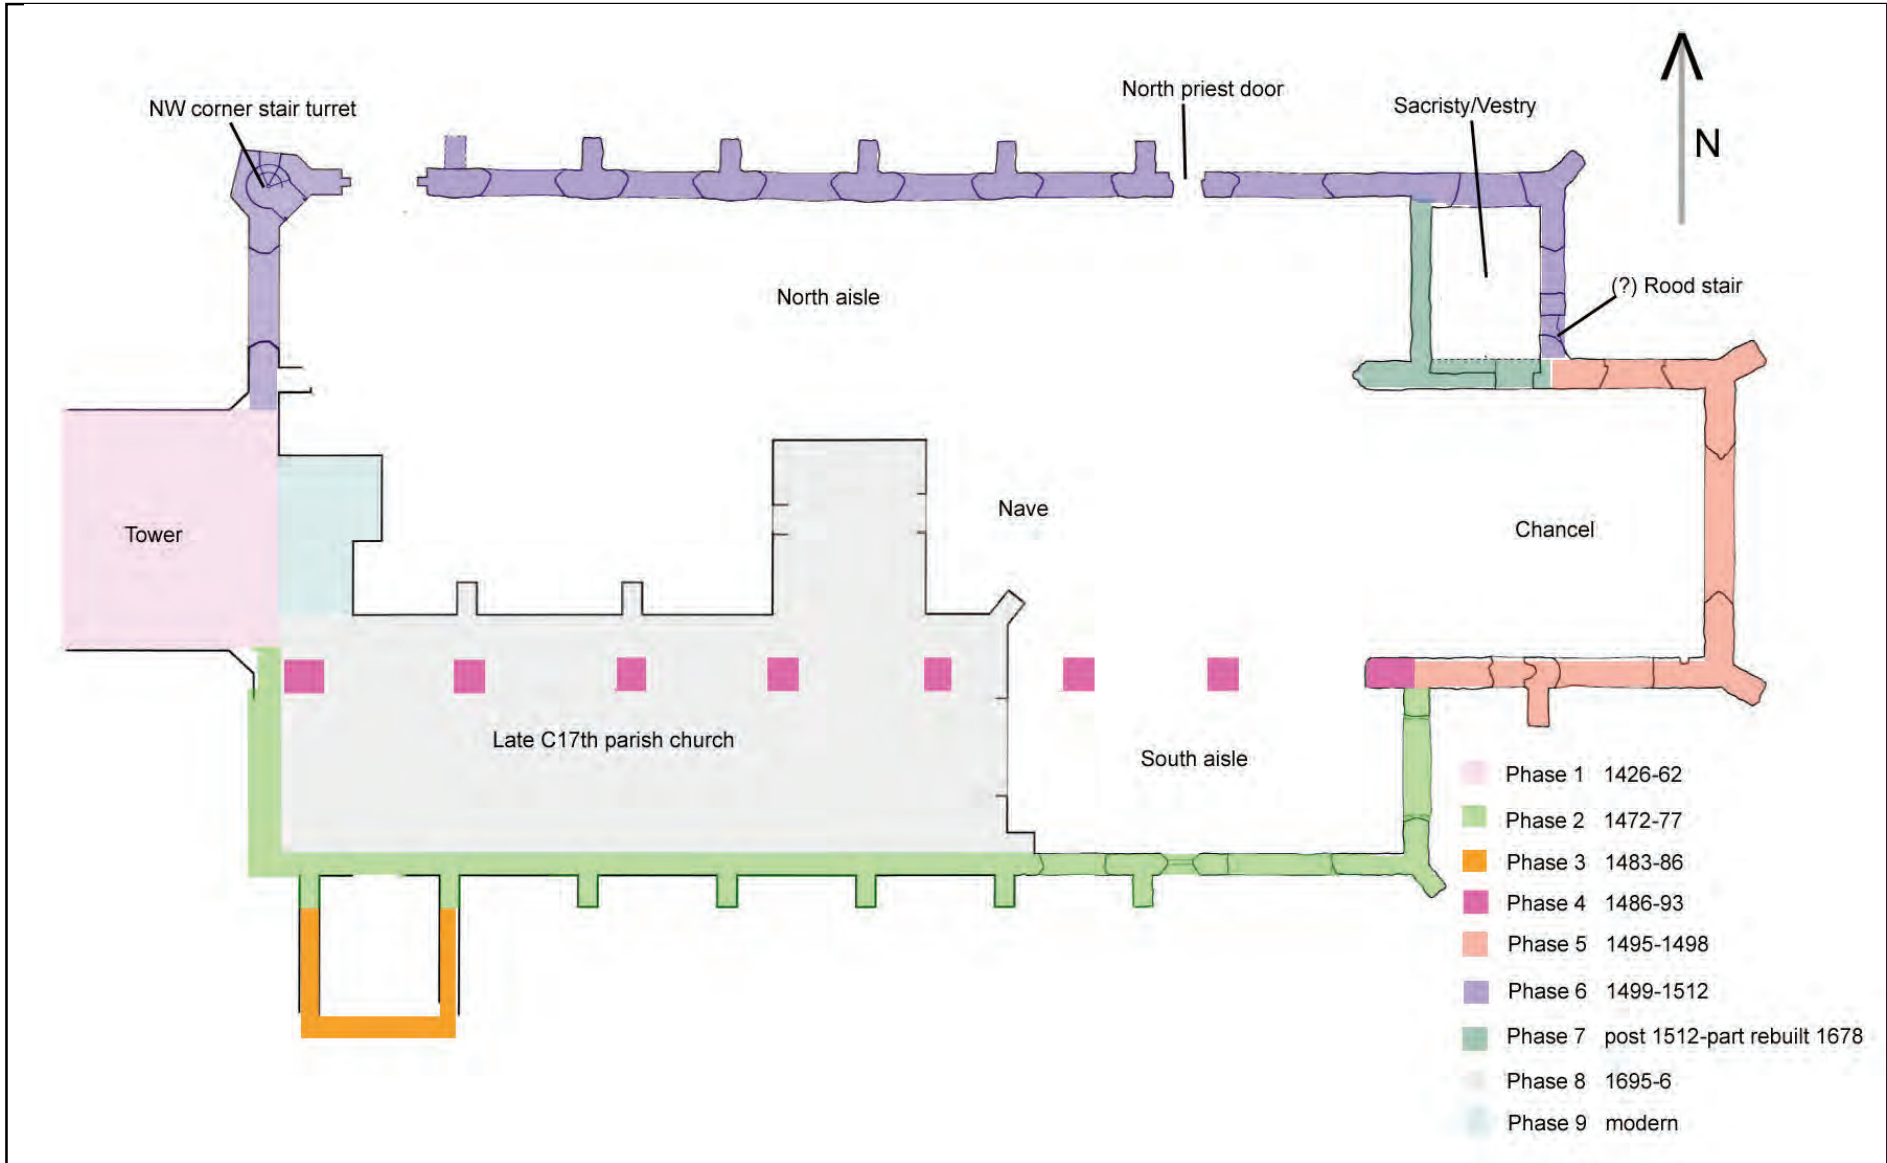 North priest door
NW corner stair turret
Sacristy/Vestry
N
North aisle
(?) Rood stair
Nave
Tower
Chancel
Late C17th parish church
South aisle
Phase 1 1426-62
Phase 2 1472-77
Phase 3 1483-86
Phase 4 1486-93
Phase 5 1495-1498
Phase 6 1499-1512
Phase 7 post 1512-part rebuilt 1678
Phase 8 1695-6
Phase 9 modern